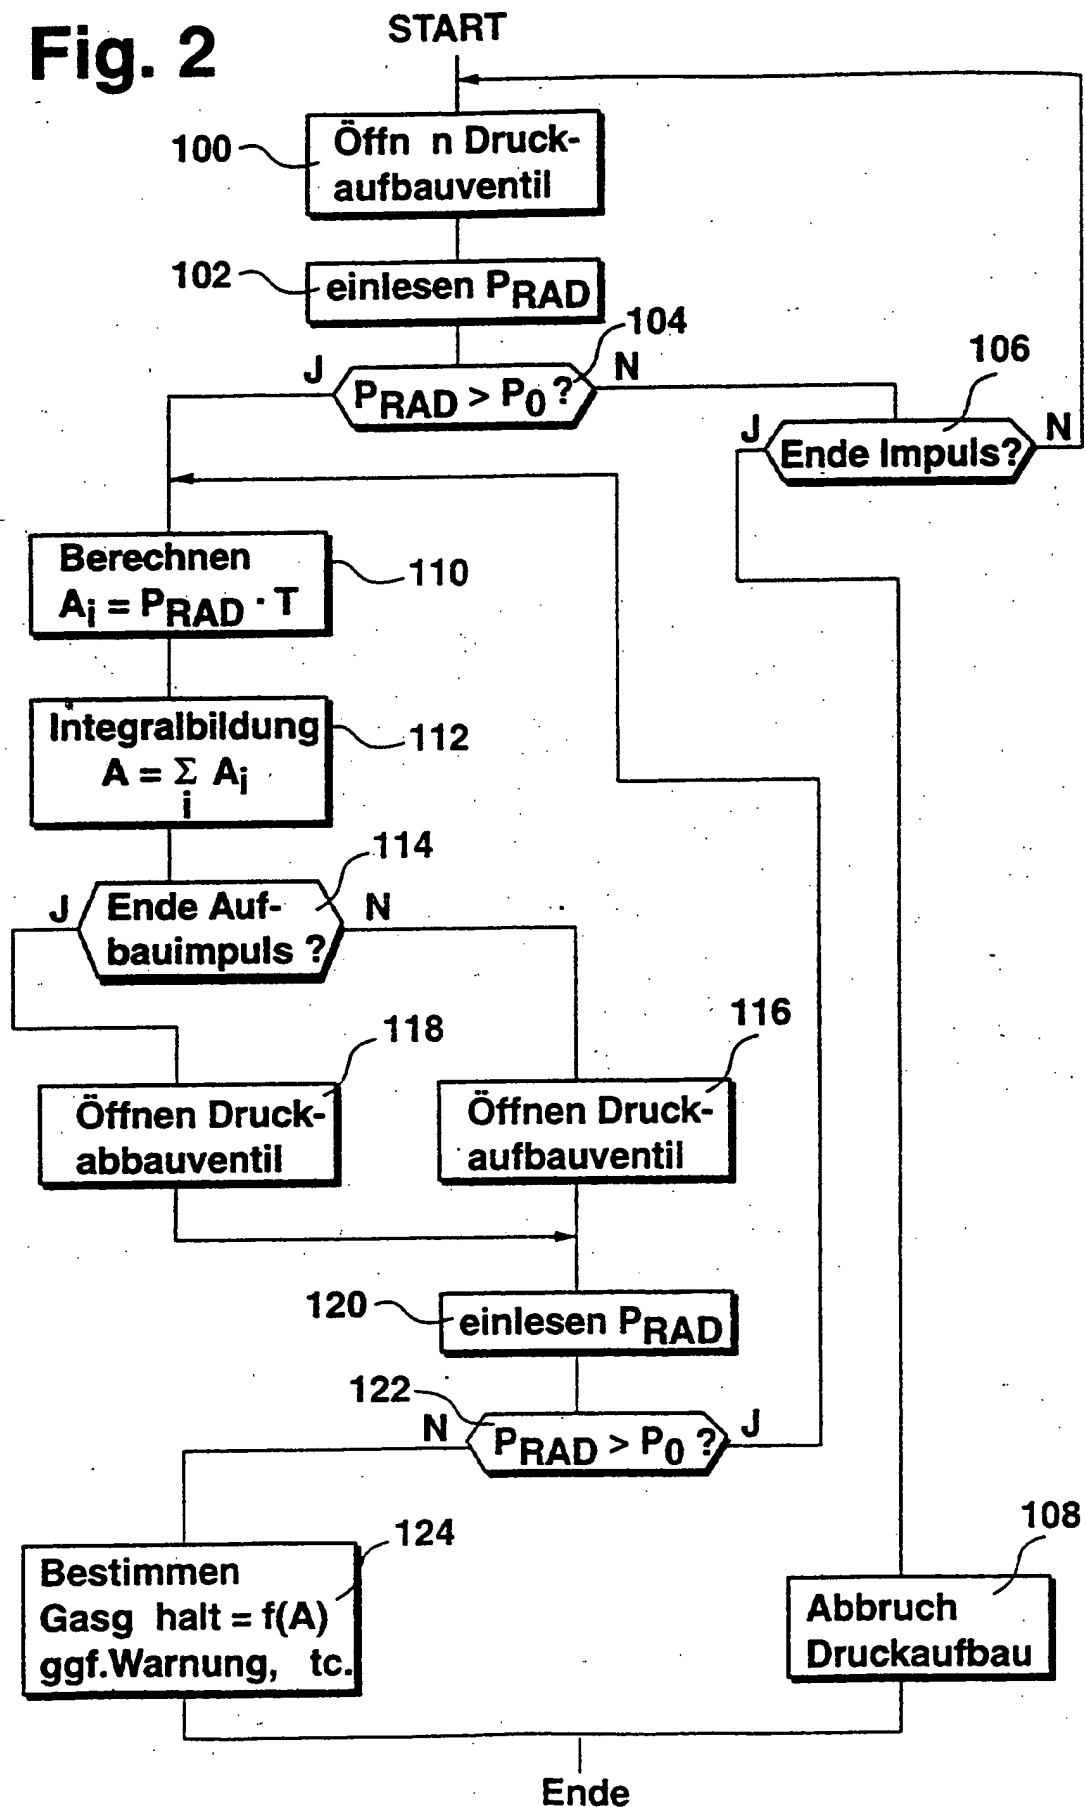 Fig. 2
START
100
Öffn n Druck-
aufbauventil
102
einlesen PRAD
104
J
PRAD > P0 ?
N
106
J
Ende Impuls?
N
Berechnen
Ai = PRAD · T
110
Integralbildung
A = Σ Ai
i
112
114
J
Ende Auf-
bauimpuls ?
N
118
116
Öffnen Druck-
abbauventil
Öffnen Druck-
aufbauventil
120
einlesen PRAD
122
N
PRAD > P0 ?
J
124
108
Bestimmen
Gasg halt = f(A)
ggf.Warnung, tc.
Abbruch
Druckaufbau
Ende